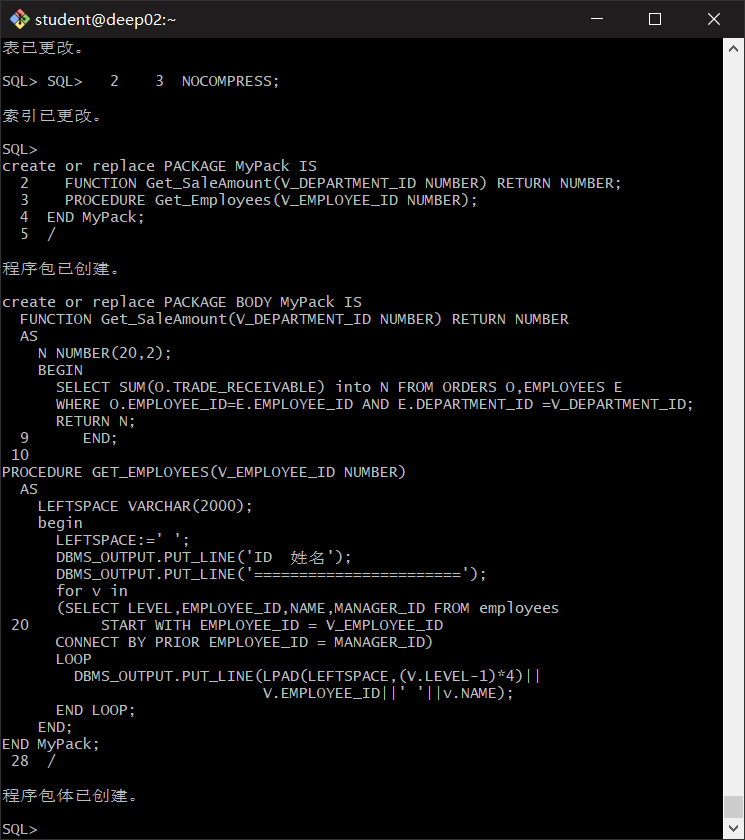 student@deep02:~
表已更改。
SQL> SQL>   2    3  NOCOMPRESS;
索引已更改。
SQL>
create or replace PACKAGE MyPack IS
  2    FUNCTION Get_SaleAmount(V_DEPARTMENT_ID NUMBER) RETURN NUMBER;
  3    PROCEDURE Get_Employees(V_EMPLOYEE_ID NUMBER);
  4  END MyPack;
  5  /
程序包已创建。
create or replace PACKAGE BODY MyPack IS
  FUNCTION Get_SaleAmount(V_DEPARTMENT_ID NUMBER) RETURN NUMBER
  AS
    N NUMBER(20,2);
    BEGIN
      SELECT SUM(O.TRADE_RECEIVABLE) into N FROM ORDERS O,EMPLOYEES E
      WHERE O.EMPLOYEE_ID=E.EMPLOYEE_ID AND E.DEPARTMENT_ID =V_DEPARTMENT_ID;
      RETURN N;
  9      END;
 10
PROCEDURE GET_EMPLOYEES(V_EMPLOYEE_ID NUMBER)
  AS
    LEFTSPACE VARCHAR(2000);
    begin
      LEFTSPACE:=' ';
      DBMS_OUTPUT.PUT_LINE('ID  姓名');
      DBMS_OUTPUT.PUT_LINE('=======================');
      for v in
      (SELECT LEVEL,EMPLOYEE_ID,NAME,MANAGER_ID FROM employees
 20        START WITH EMPLOYEE_ID = V_EMPLOYEE_ID
      CONNECT BY PRIOR EMPLOYEE_ID = MANAGER_ID)
      LOOP
        DBMS_OUTPUT.PUT_LINE(LPAD(LEFTSPACE,(V.LEVEL-1)*4)||
                             V.EMPLOYEE_ID||' '||v.NAME);
      END LOOP;
    END;
END MyPack;
 28  /
程序包体已创建。
SQL>